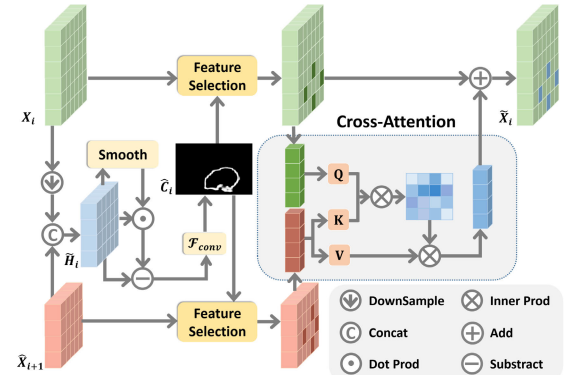 Feature
Selection
X_i
X̃_i
Cross-Attention
Smooth
Ĉ_i
Q
C
H̃_i
K
F_conv
V
Feature
Selection
X̂_{i+1}
DownSample
Inner Prod
C
Concat
Add
Dot Prod
Substract